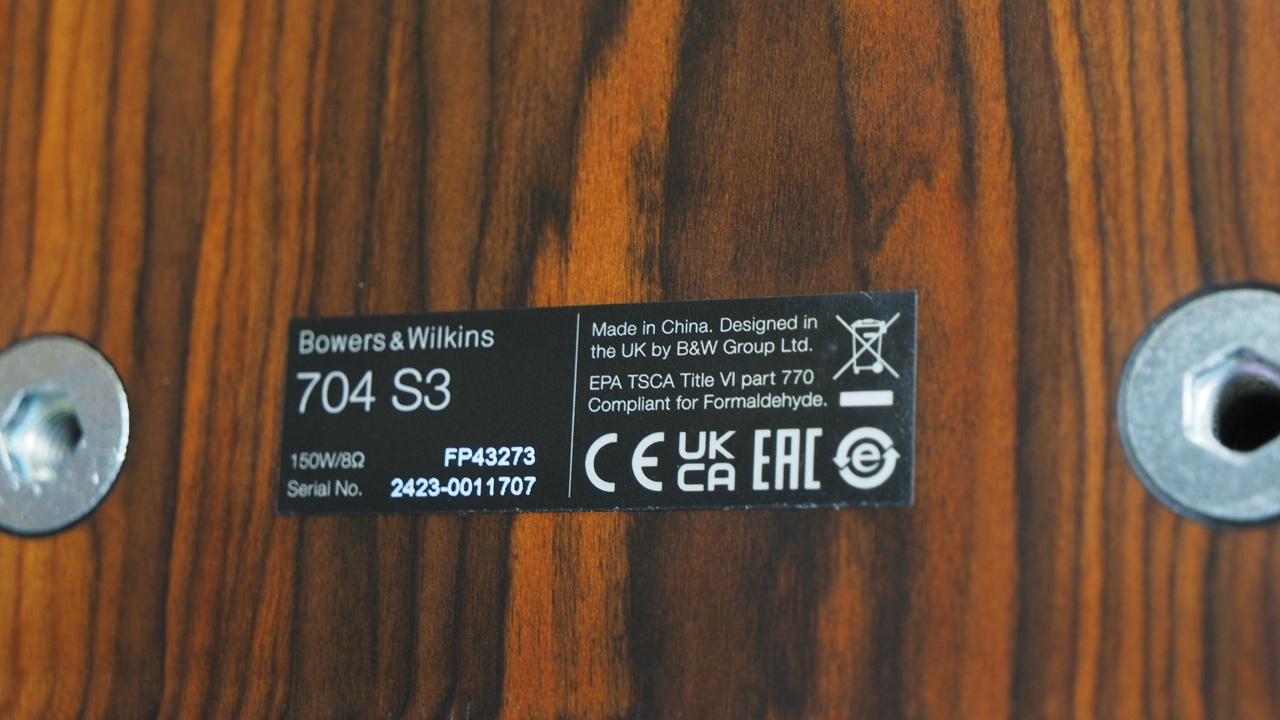 Bowers & Wilkins
704 S3
150W/8Ω FP43273
Serial No. 2423-0011707
Made in China. Designed in
the UK by B&W Group Ltd.
EPA TSCA Title VI part 770
Compliant for Formaldehyde.
CE UK CA EAC e